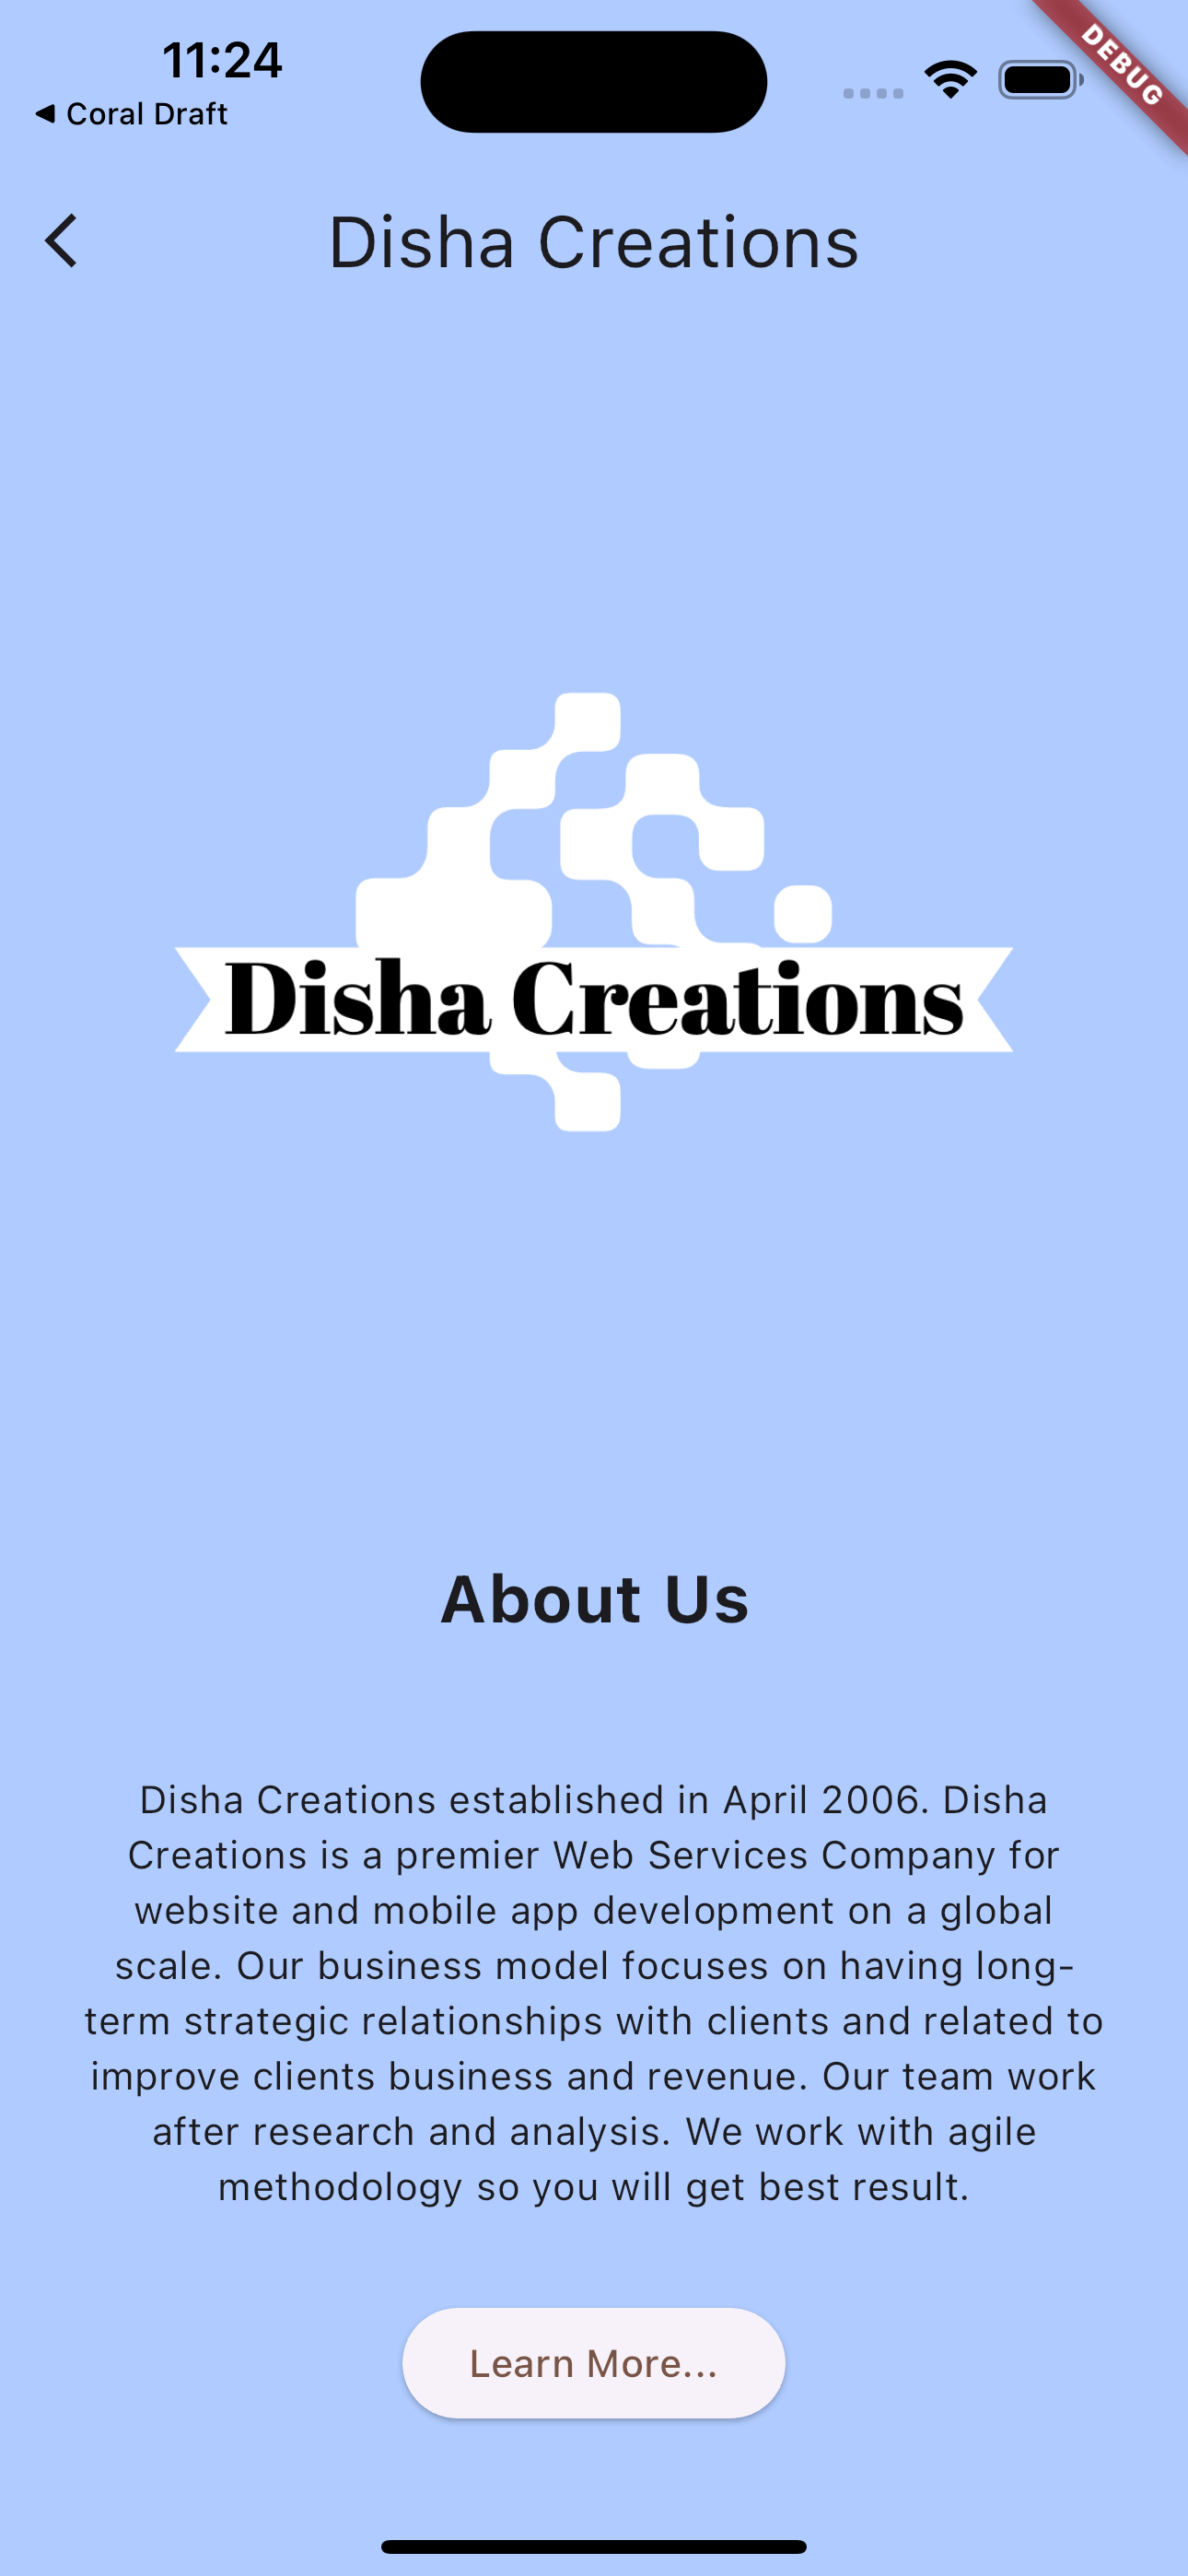 11:24
DEBUG
◀ Coral Draft
Disha Creations
Disha Creations
About Us
Disha Creations established in April 2006. Disha
Creations is a premier Web Services Company for
website and mobile app development on a global
scale. Our business model focuses on having long-
term strategic relationships with clients and related to
improve clients business and revenue. Our team work
after research and analysis. We work with agile
methodology so you will get best result.
Learn More...